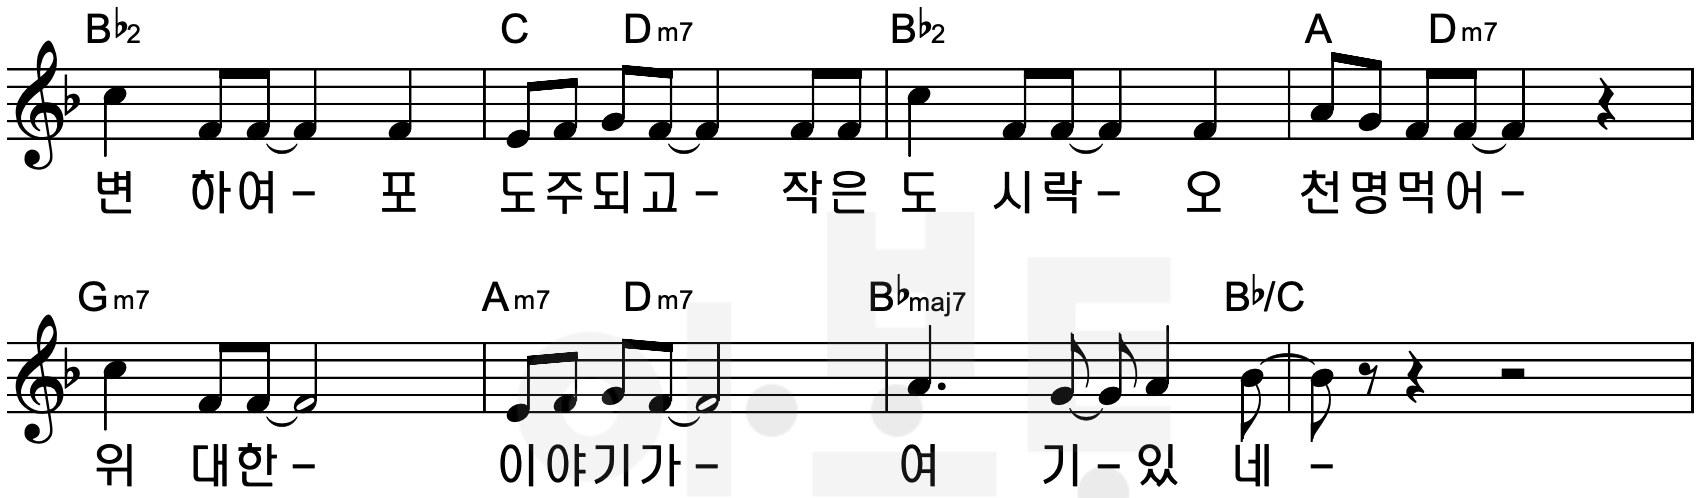 B♭2 C Dm7 B♭2 A Dm7
변 하여 – 포 도주되고 – 작은 도 시락 – 오 천명먹어 –
Gm7 Am7 Dm7 B♭maj7 B♭/C
위 대한 – 이야기가 – 여 기 – 있 네 –